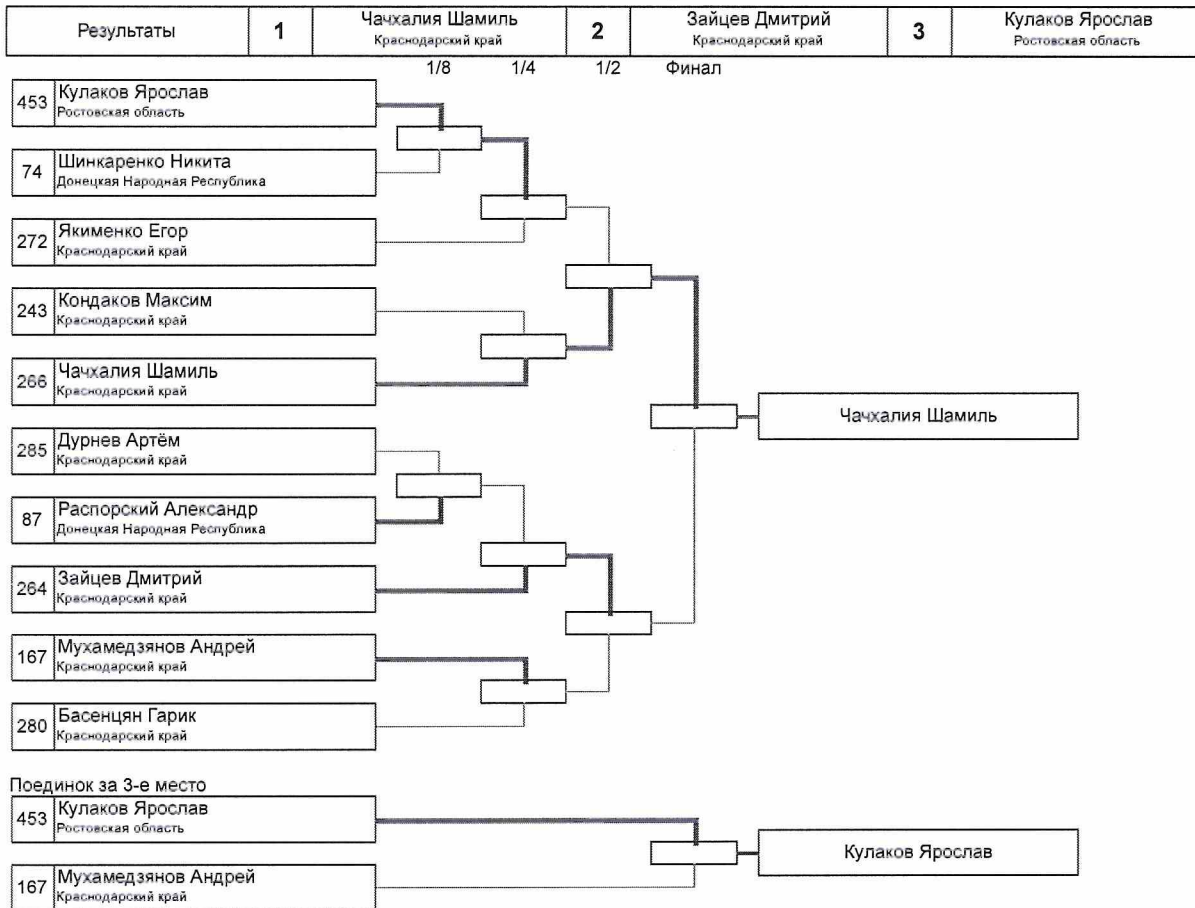 Результаты 1 Чачхалия Шамиль 2 Зайцев Дмитрий 3 Кулаков Ярослав
Краснодарский край Краснодарский край Ростовская область
1/8 1/4 1/2 Финал
453 Кулаков Ярослав
Ростовская область
74 Шинкаренко Никита
Донецкая Народная Республика
272 Якименко Егор
Краснодарский край
243 Кондаков Максим
Краснодарский край
266 Чачхалия Шамиль
Краснодарский край
Чачхалия Шамиль
285 Дурнев Артём
Краснодарский край
87 Распорский Александр
Донецкая Народная Республика
264 Зайцев Дмитрий
Краснодарский край
167 Мухамедзянов Андрей
Краснодарский край
280 Басенцян Гарик
Краснодарский край
Поединок за 3-е место
453 Кулаков Ярослав
Ростовская область
Кулаков Ярослав
167 Мухамедзянов Андрей
Краснодарский край